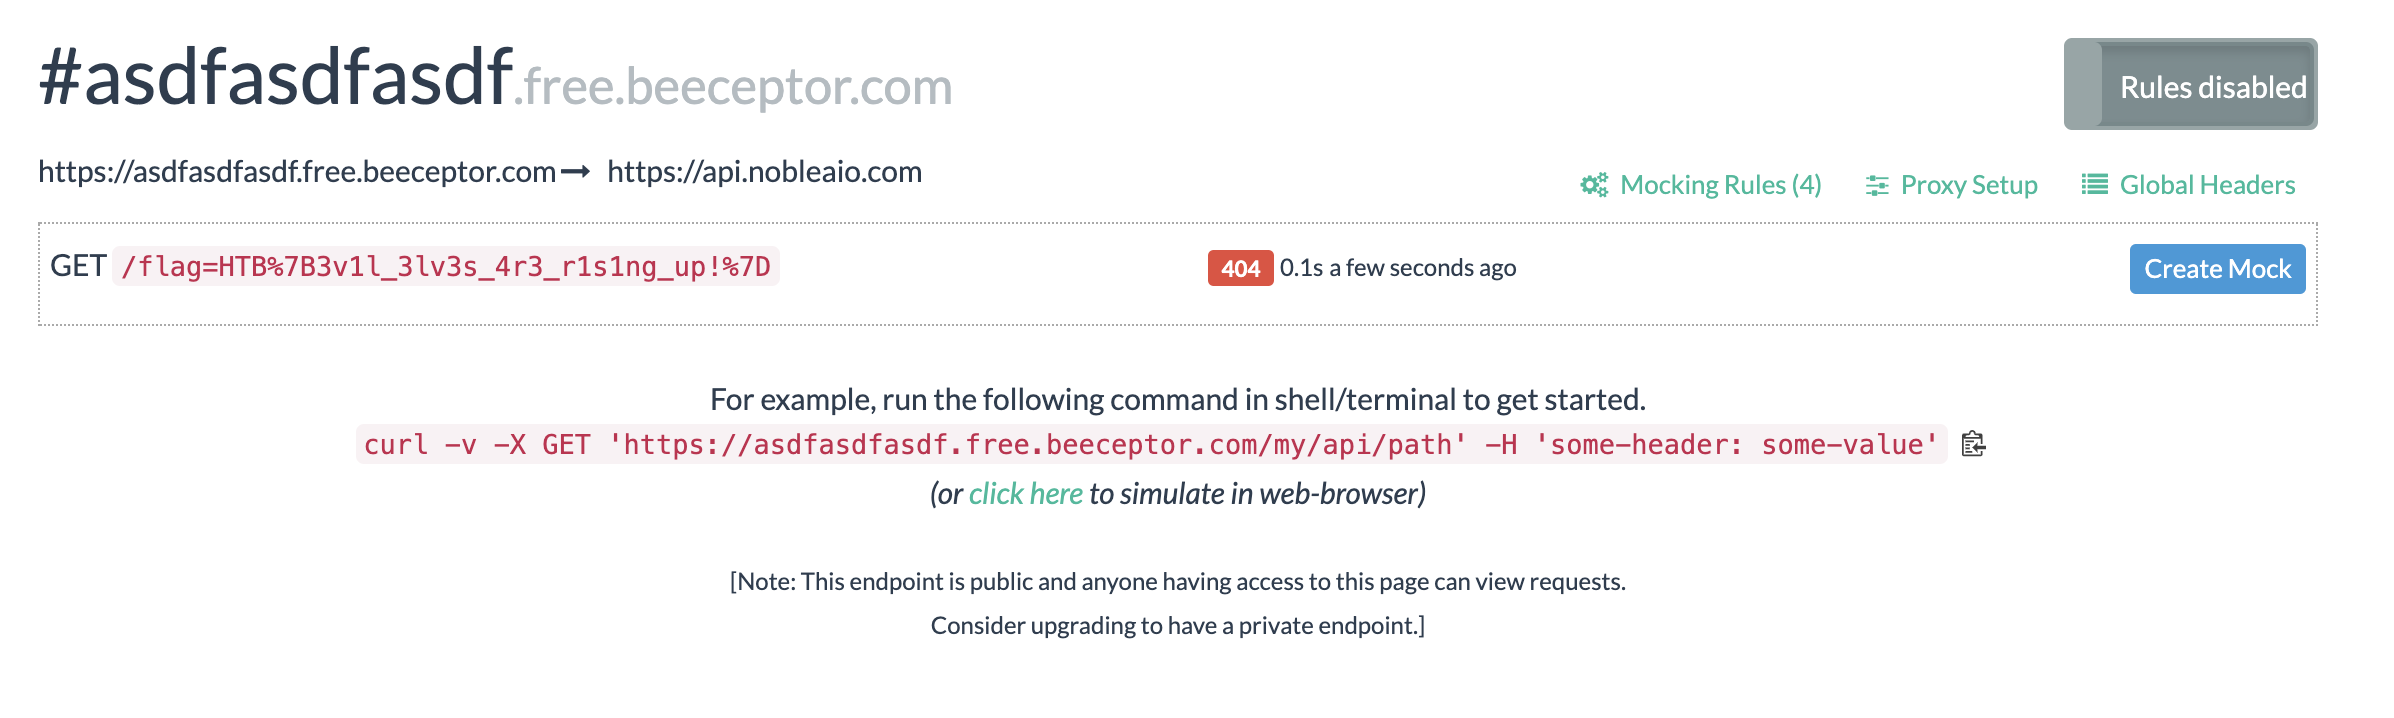 #asdfasdfasdf.free.beeceptor.com
Rules disabled
https://asdfasdfasdf.free.beeceptor.com → https://api.nobleaio.com
Mocking Rules (4) Proxy Setup Global Headers
GET /flag=HTB%7B3v1l_3lv3s_4r3_r1s1ng_up!%7D 404 0.1s a few seconds ago Create Mock
For example, run the following command in shell/terminal to get started.
curl -v -X GET 'https://asdfasdfasdf.free.beeceptor.com/my/api/path' -H 'some-header: some-value'
(or click here to simulate in web-browser)
[Note: This endpoint is public and anyone having access to this page can view requests.
Consider upgrading to have a private endpoint.]